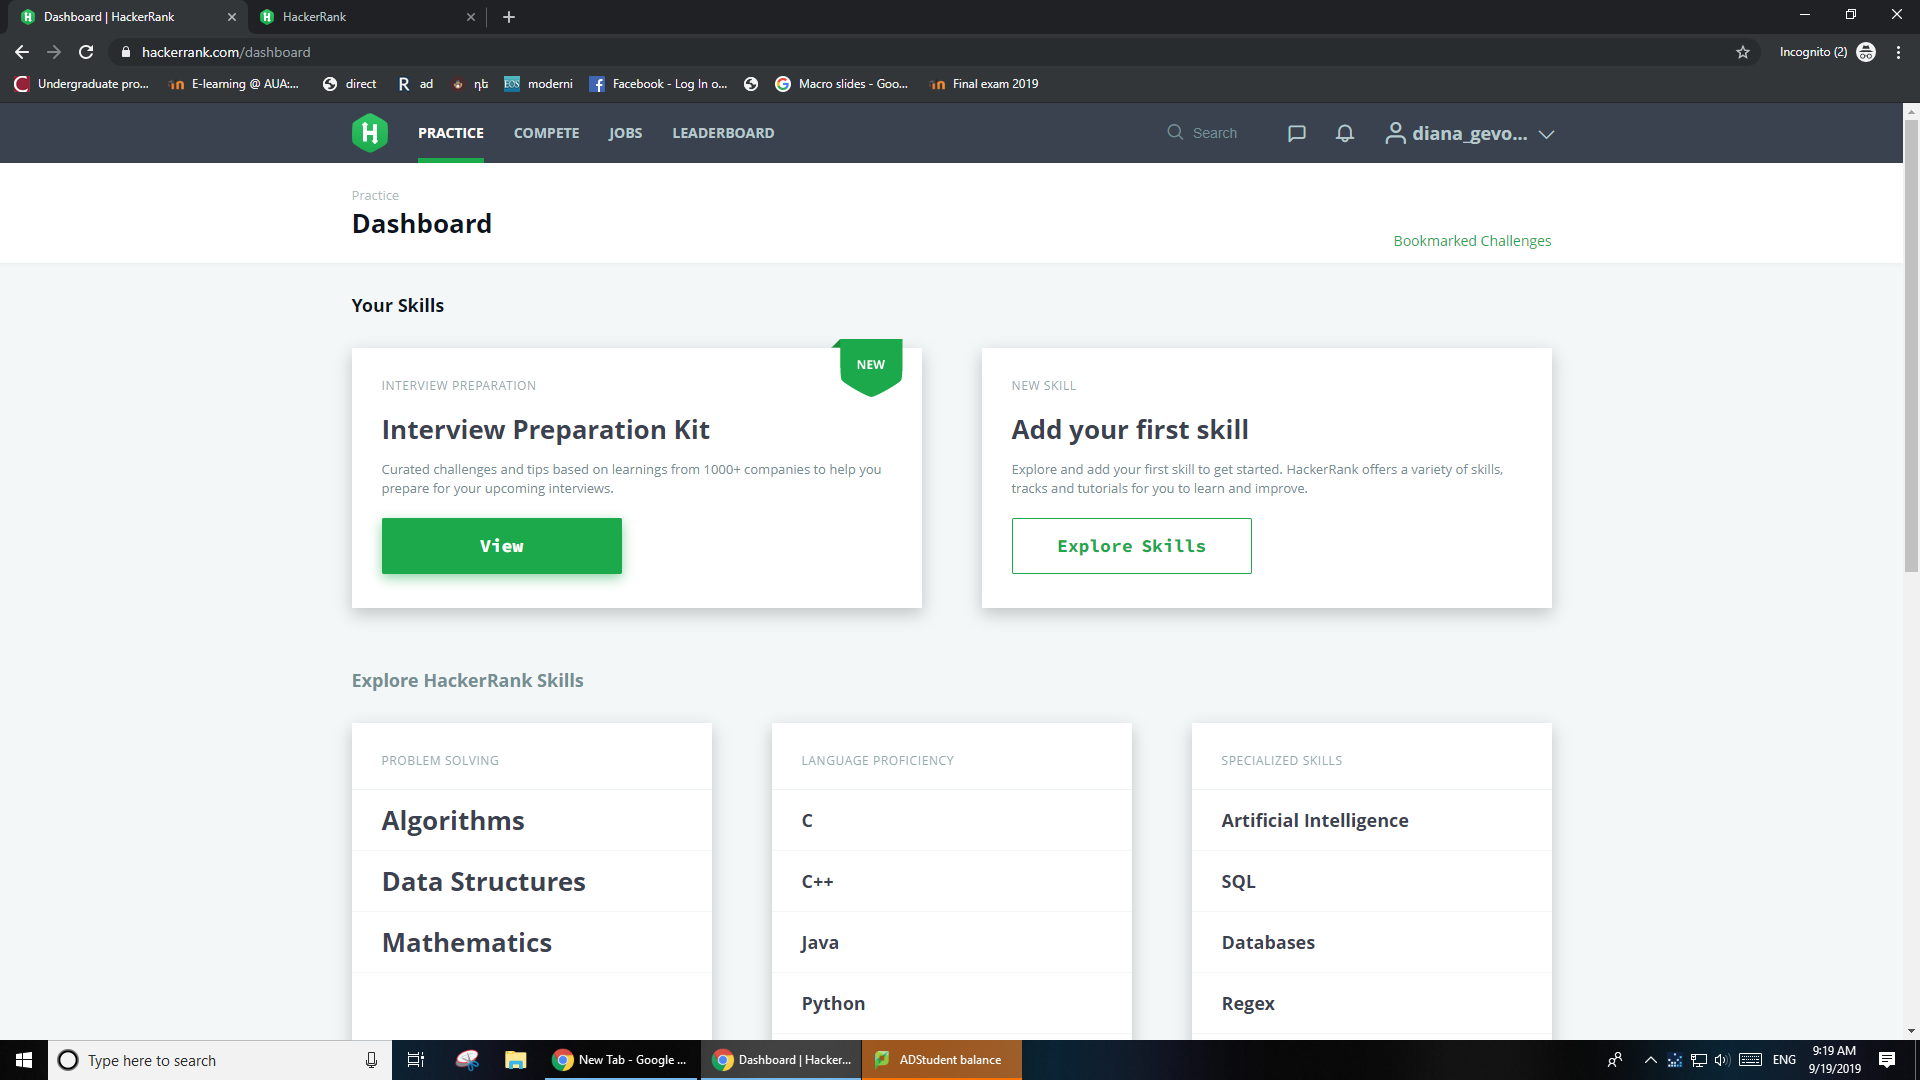 Dashboard | HackerRank
HackerRank
hackerrank.com/dashboard
Incognito (2)
Undergraduate pro...
E-learning @ AUA:...
direct
R ad
դե
EOS moderni
Facebook - Log In o...
Macro slides - Goo...
Final exam 2019
H PRACTICE COMPETE JOBS LEADERBOARD
Search
diana_gevo...
Practice
Dashboard
Bookmarked Challenges
Your Skills
NEW
INTERVIEW PREPARATION
Interview Preparation Kit
Curated challenges and tips based on learnings from 1000+ companies to help you
prepare for your upcoming interviews.
View
NEW SKILL
Add your first skill
Explore and add your first skill to get started. HackerRank offers a variety of skills,
tracks and tutorials for you to learn and improve.
Explore Skills
Explore HackerRank Skills
PROBLEM SOLVING
Algorithms
Data Structures
Mathematics
LANGUAGE PROFICIENCY
C
C++
Java
Python
SPECIALIZED SKILLS
Artificial Intelligence
SQL
Databases
Regex
Type here to search
New Tab - Google ...
Dashboard | Hacker...
ADStudent balance
ENG
9:19 AM
9/19/2019